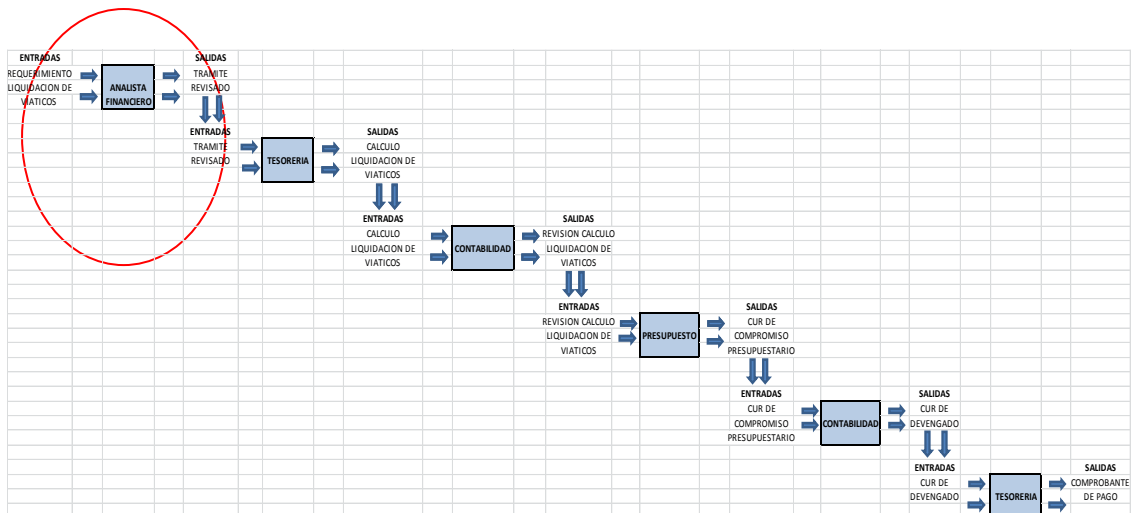 ENTRADAS
REQUERIMIENTO
LIQUIDACION DE
VIATICOS
ANALISTA
FINANCIERO
SALIDAS
TRAMITE
REVISADO
ENTRADAS
TRAMITE
REVISADO
TESORERIA
SALIDAS
CALCULO
LIQUIDACION DE
VIATICOS
ENTRADAS
CALCULO
LIQUIDACION DE
VIATICOS
CONTABILIDAD
SALIDAS
REVISION CALCULO
LIQUIDACION DE
VIATICOS
ENTRADAS
REVISION CALCULO
LIQUIDACION DE
VIATICOS
PRESUPUESTO
SALIDAS
CUR DE
COMPROMISO
PRESUPUESTARIO
ENTRADAS
CUR DE
COMPROMISO
PRESUPUESTARIO
CONTABILIDAD
SALIDAS
CUR DE
DEVENGADO
ENTRADAS
CUR DE
DEVENGADO
TESORERIA
SALIDAS
COMPROBANTE
DE PAGO